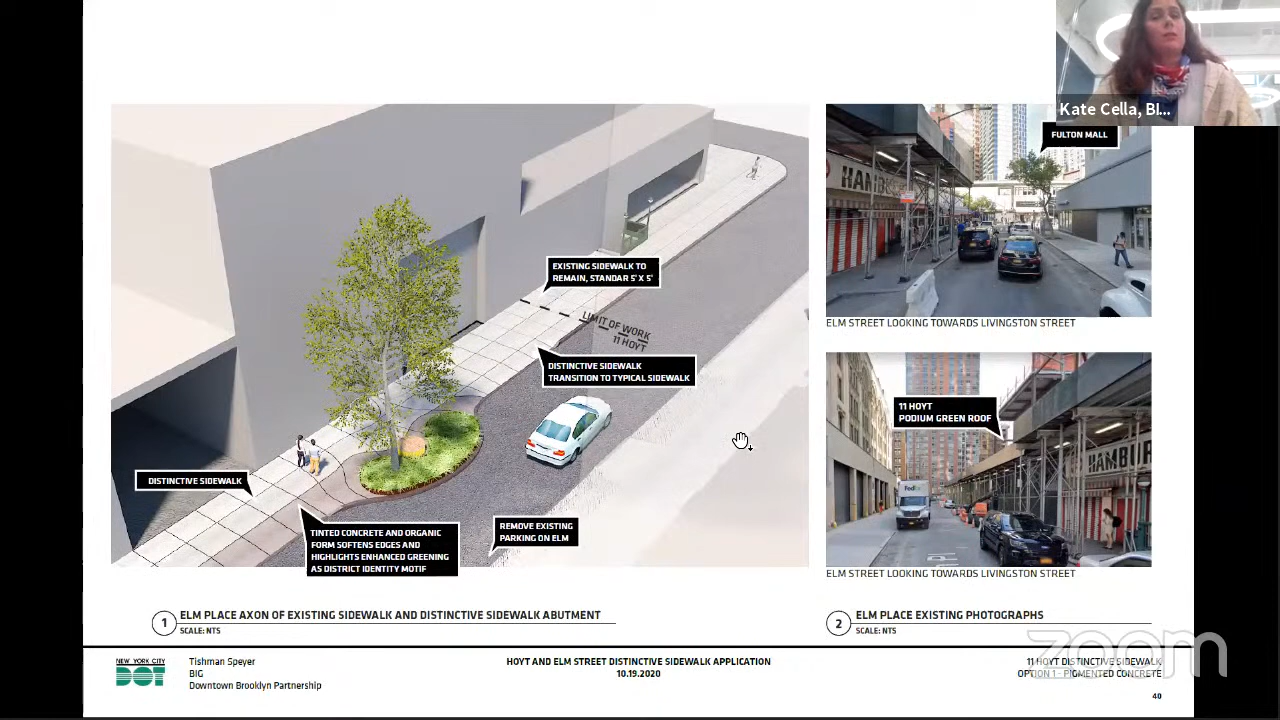 Kate Cella, BI...
FULTON MALL
EXISTING SIDEWALK TO
REMAIN, STANDAR 5' X 5'
LIMIT OF WORK
11 HOYT
DISTINCTIVE SIDEWALK
TRANSITION TO TYPICAL SIDEWALK
DISTINCTIVE SIDEWALK
TINTED CONCRETE AND ORGANIC
FORM SOFTENS EDGES AND
HIGHLIGHTS ENHANCED GREENING
AS DISTRICT IDENTITY MOTIF
REMOVE EXISTING
PARKING ON ELM
HAMBUR
ELM STREET LOOKING TOWARDS LIVINGSTON STREET
11 HOYT
PODIUM GREEN ROOF
FedEx
HAMBUR
ELM STREET LOOKING TOWARDS LIVINGSTON STREET
1
ELM PLACE AXON OF EXISTING SIDEWALK AND DISTINCTIVE SIDEWALK ABUTMENT
SCALE: NTS
2
ELM PLACE EXISTING PHOTOGRAPHS
SCALE: NTS
zoom
NEW YORK CITY
DOT
Tishman Speyer
BIG
Downtown Brooklyn Partnership
HOYT AND ELM STREET DISTINCTIVE SIDEWALK APPLICATION
10.19.2020
11 HOYT DISTINCTIVE SIDEWALK
OPTION 1 - PIGMENTED CONCRETE
40